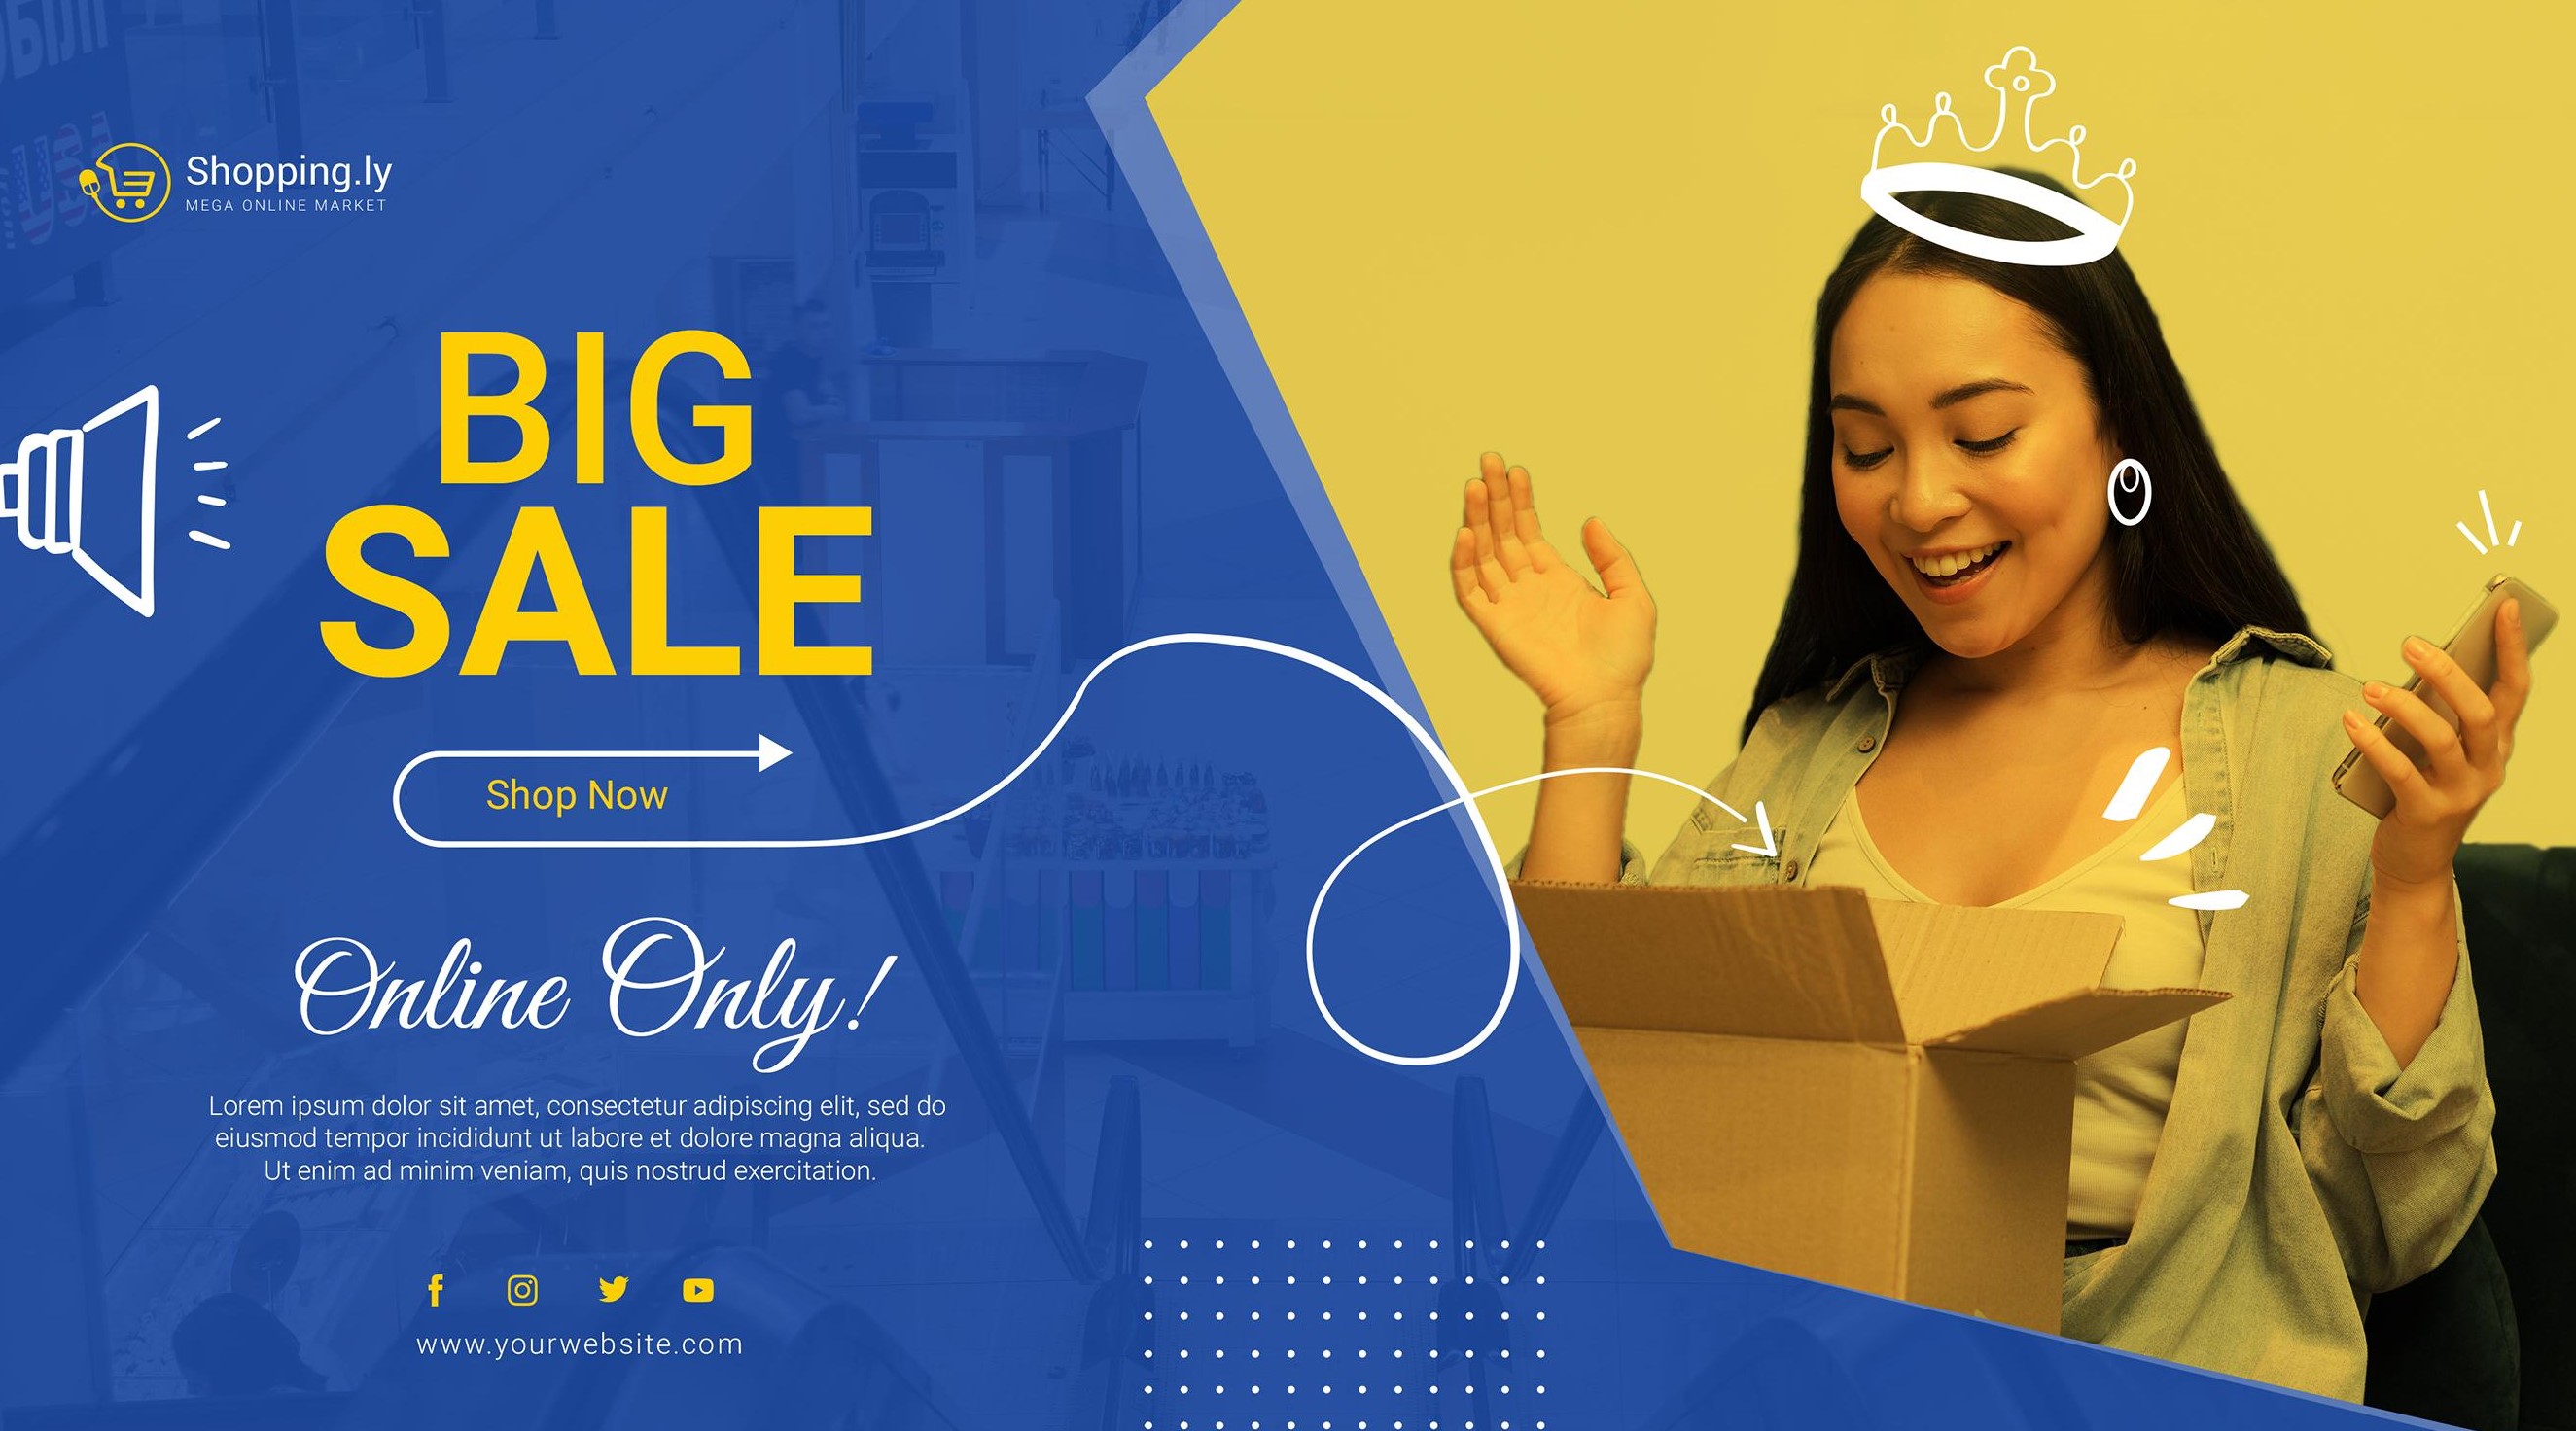 Shopping.ly
MEGA ONLINE MARKET
BIG
SALE
Shop Now
Online Only!
Lorem ipsum dolor sit amet, consectetur adipiscing elit, sed do
eiusmod tempor incididunt ut labore et dolore magna aliqua.
Ut enim ad minim veniam, quis nostrud exercitation.
www.yourwebsite.com